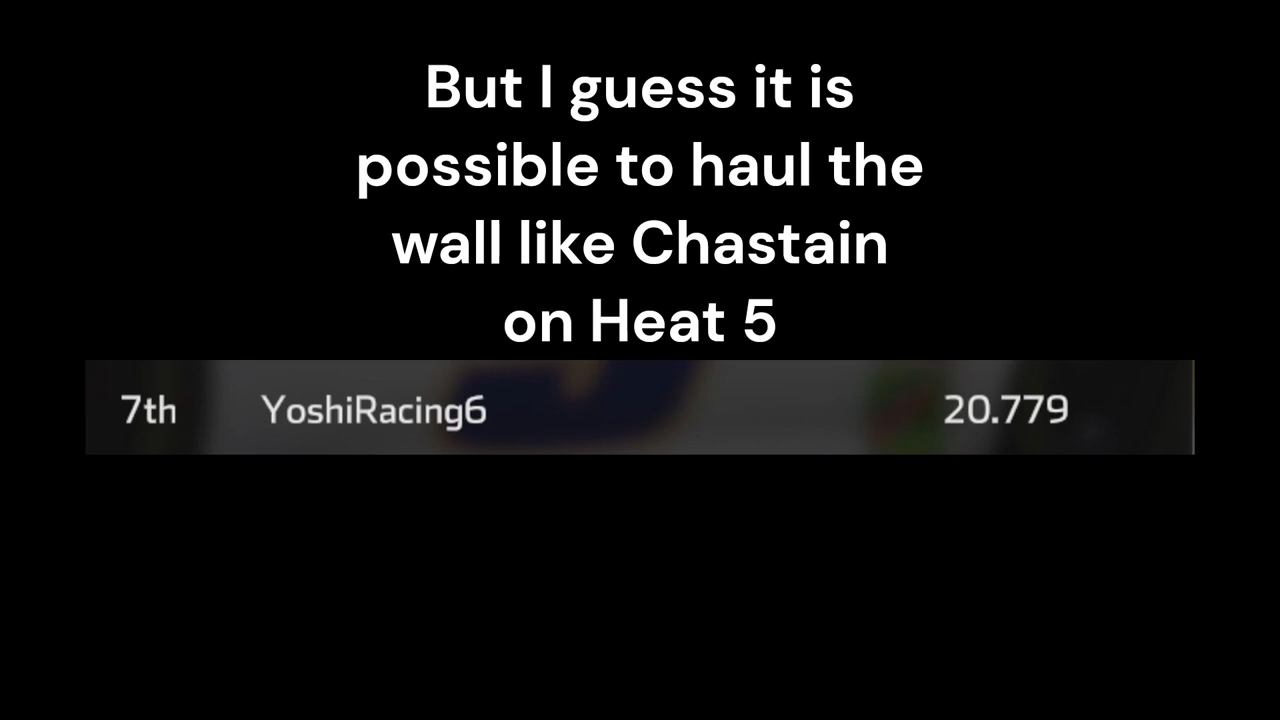 But I guess it is
possible to haul the
wall like Chastain
on Heat 5
7th YoshiRacing6 20.779